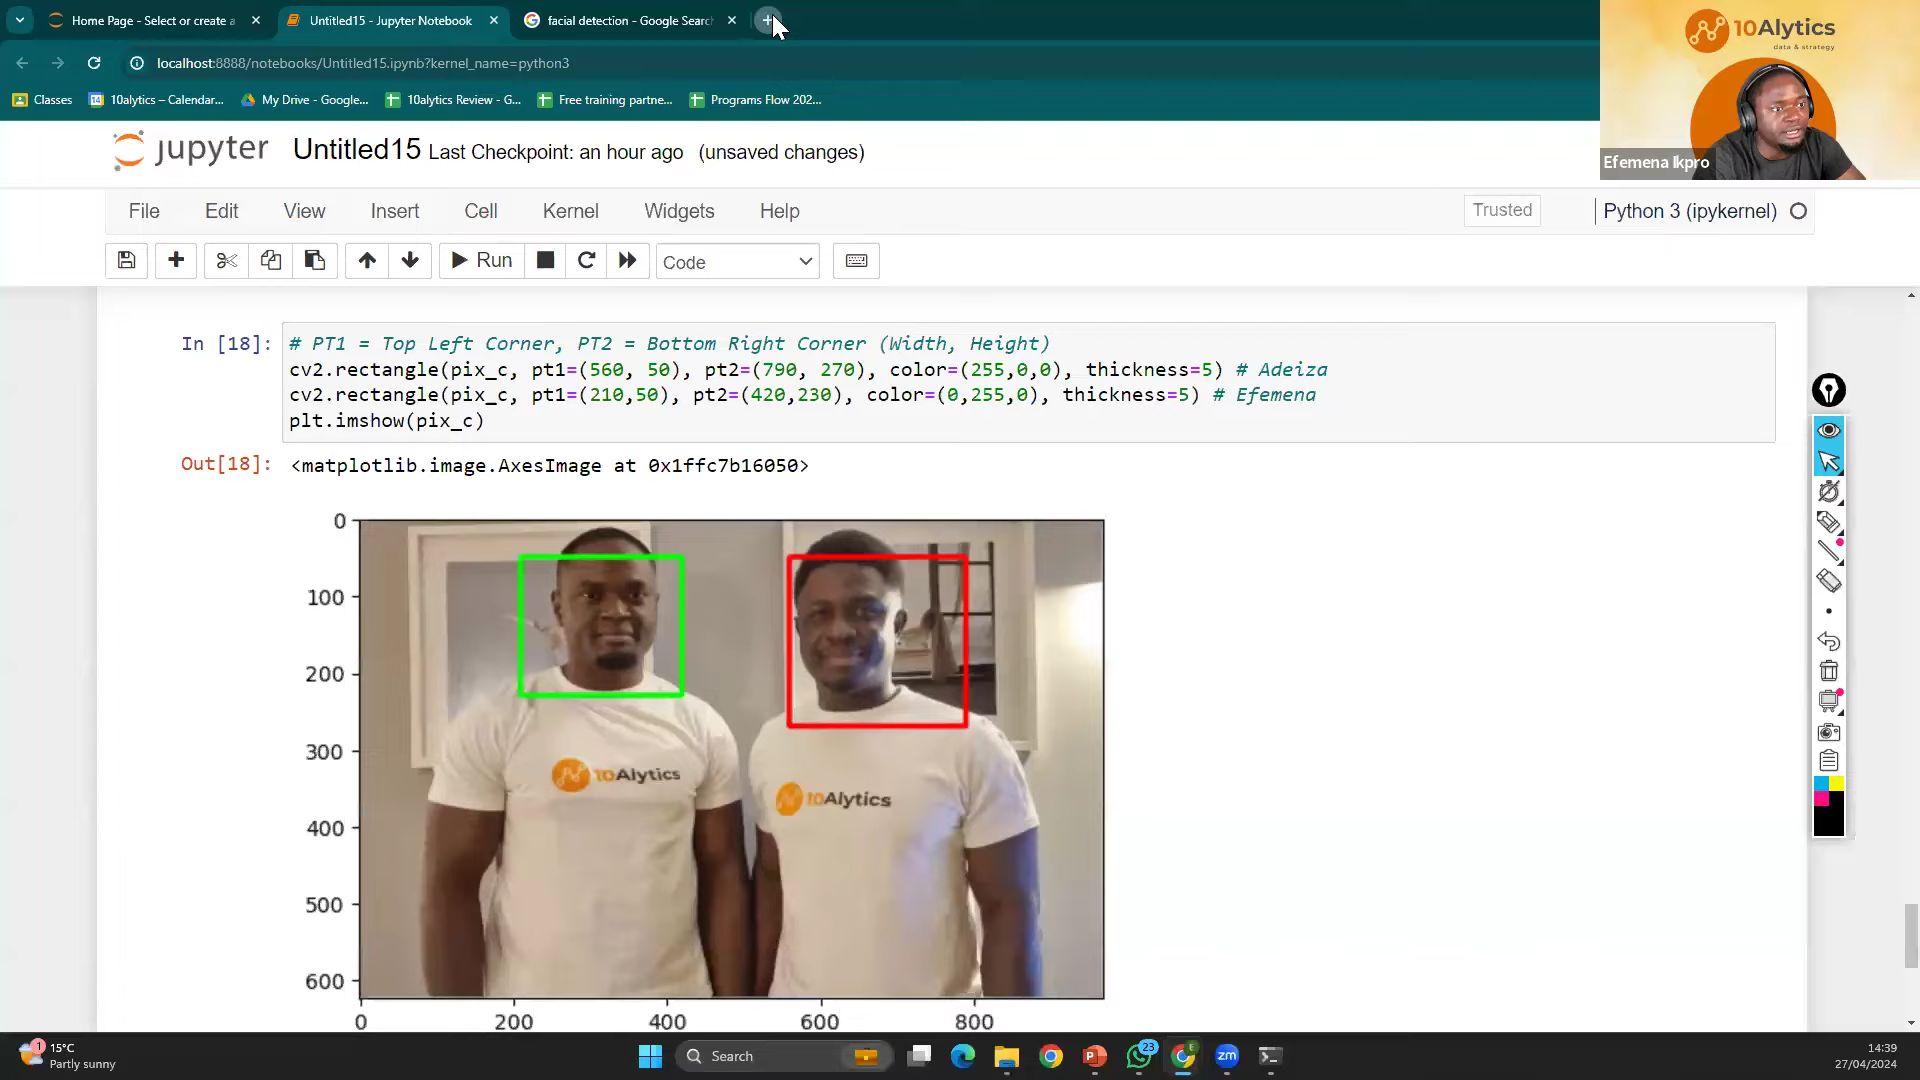 Home Page - Select or create a
Untitled15 - Jupyter Notebook
facial detection - Google Search
localhost:8888/notebooks/Untitled15.ipynb?kernel_name=python3
Classes
10alytics – Calendar...
My Drive - Google...
10alytics Review - G...
Free training partne...
Programs Flow 202...
10Alytics
data & strategy
Efemena Ikpro
jupyter
Untitled15 Last Checkpoint: an hour ago (unsaved changes)
File Edit View Insert Cell Kernel Widgets Help
Trusted
Python 3 (ipykernel)
Run
Code
In [18]:
# PT1 = Top Left Corner, PT2 = Bottom Right Corner (Width, Height)
cv2.rectangle(pix_c, pt1=(560, 50), pt2=(790, 270), color=(255,0,0), thickness=5) # Adeiza
cv2.rectangle(pix_c, pt1=(210,50), pt2=(420,230), color=(0,255,0), thickness=5) # Efemena
plt.imshow(pix_c)
Out[18]: <matplotlib.image.AxesImage at 0x1ffc7b16050>
0
100
200
300
400
500
600
10Alytics
10Alytics
0 200 400 600 800
1
15°C
Partly sunny
Search
23
E
zm
14:39
27/04/2024